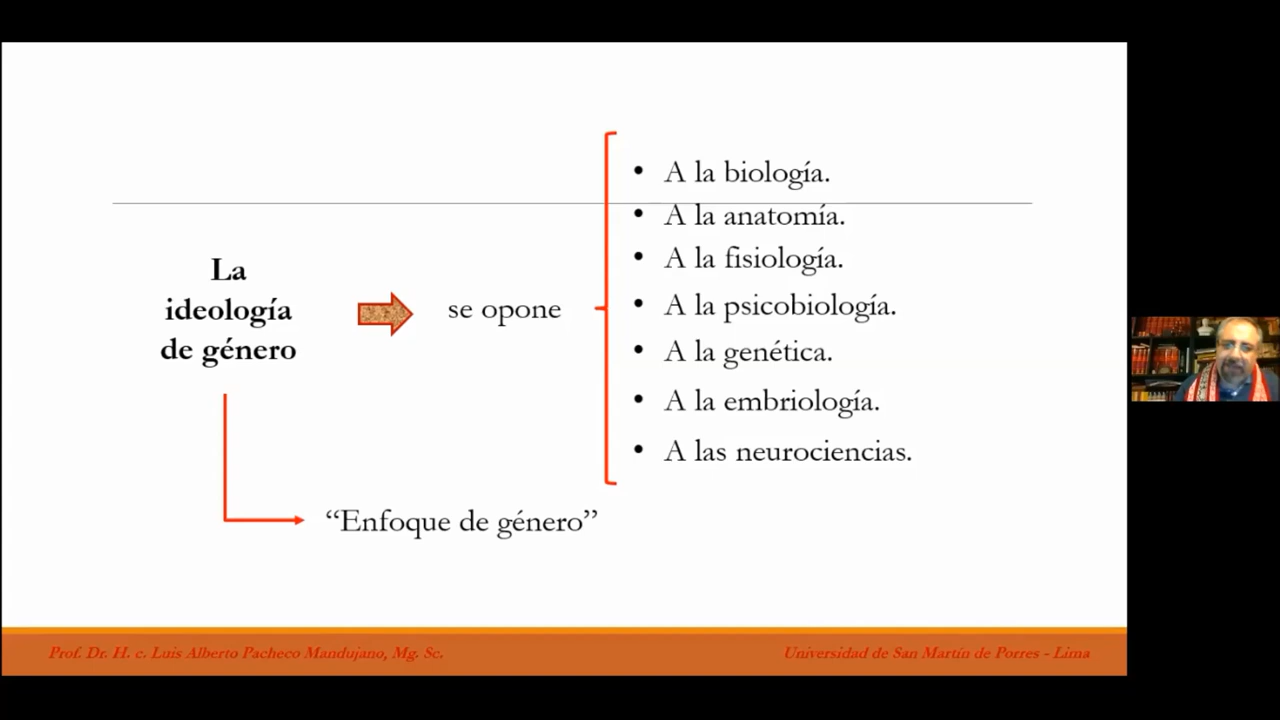 La
ideología
de género
se opone
• A la biología.
• A la anatomía.
• A la fisiología.
• A la psicobiología.
• A la genética.
• A la embriología.
• A las neurociencias.
“Enfoque de género”
Prof. Dr. H. c. Luis Alberto Pacheco Mandujano, Mg. Sc.
Universidad de San Martín de Porres - Lima